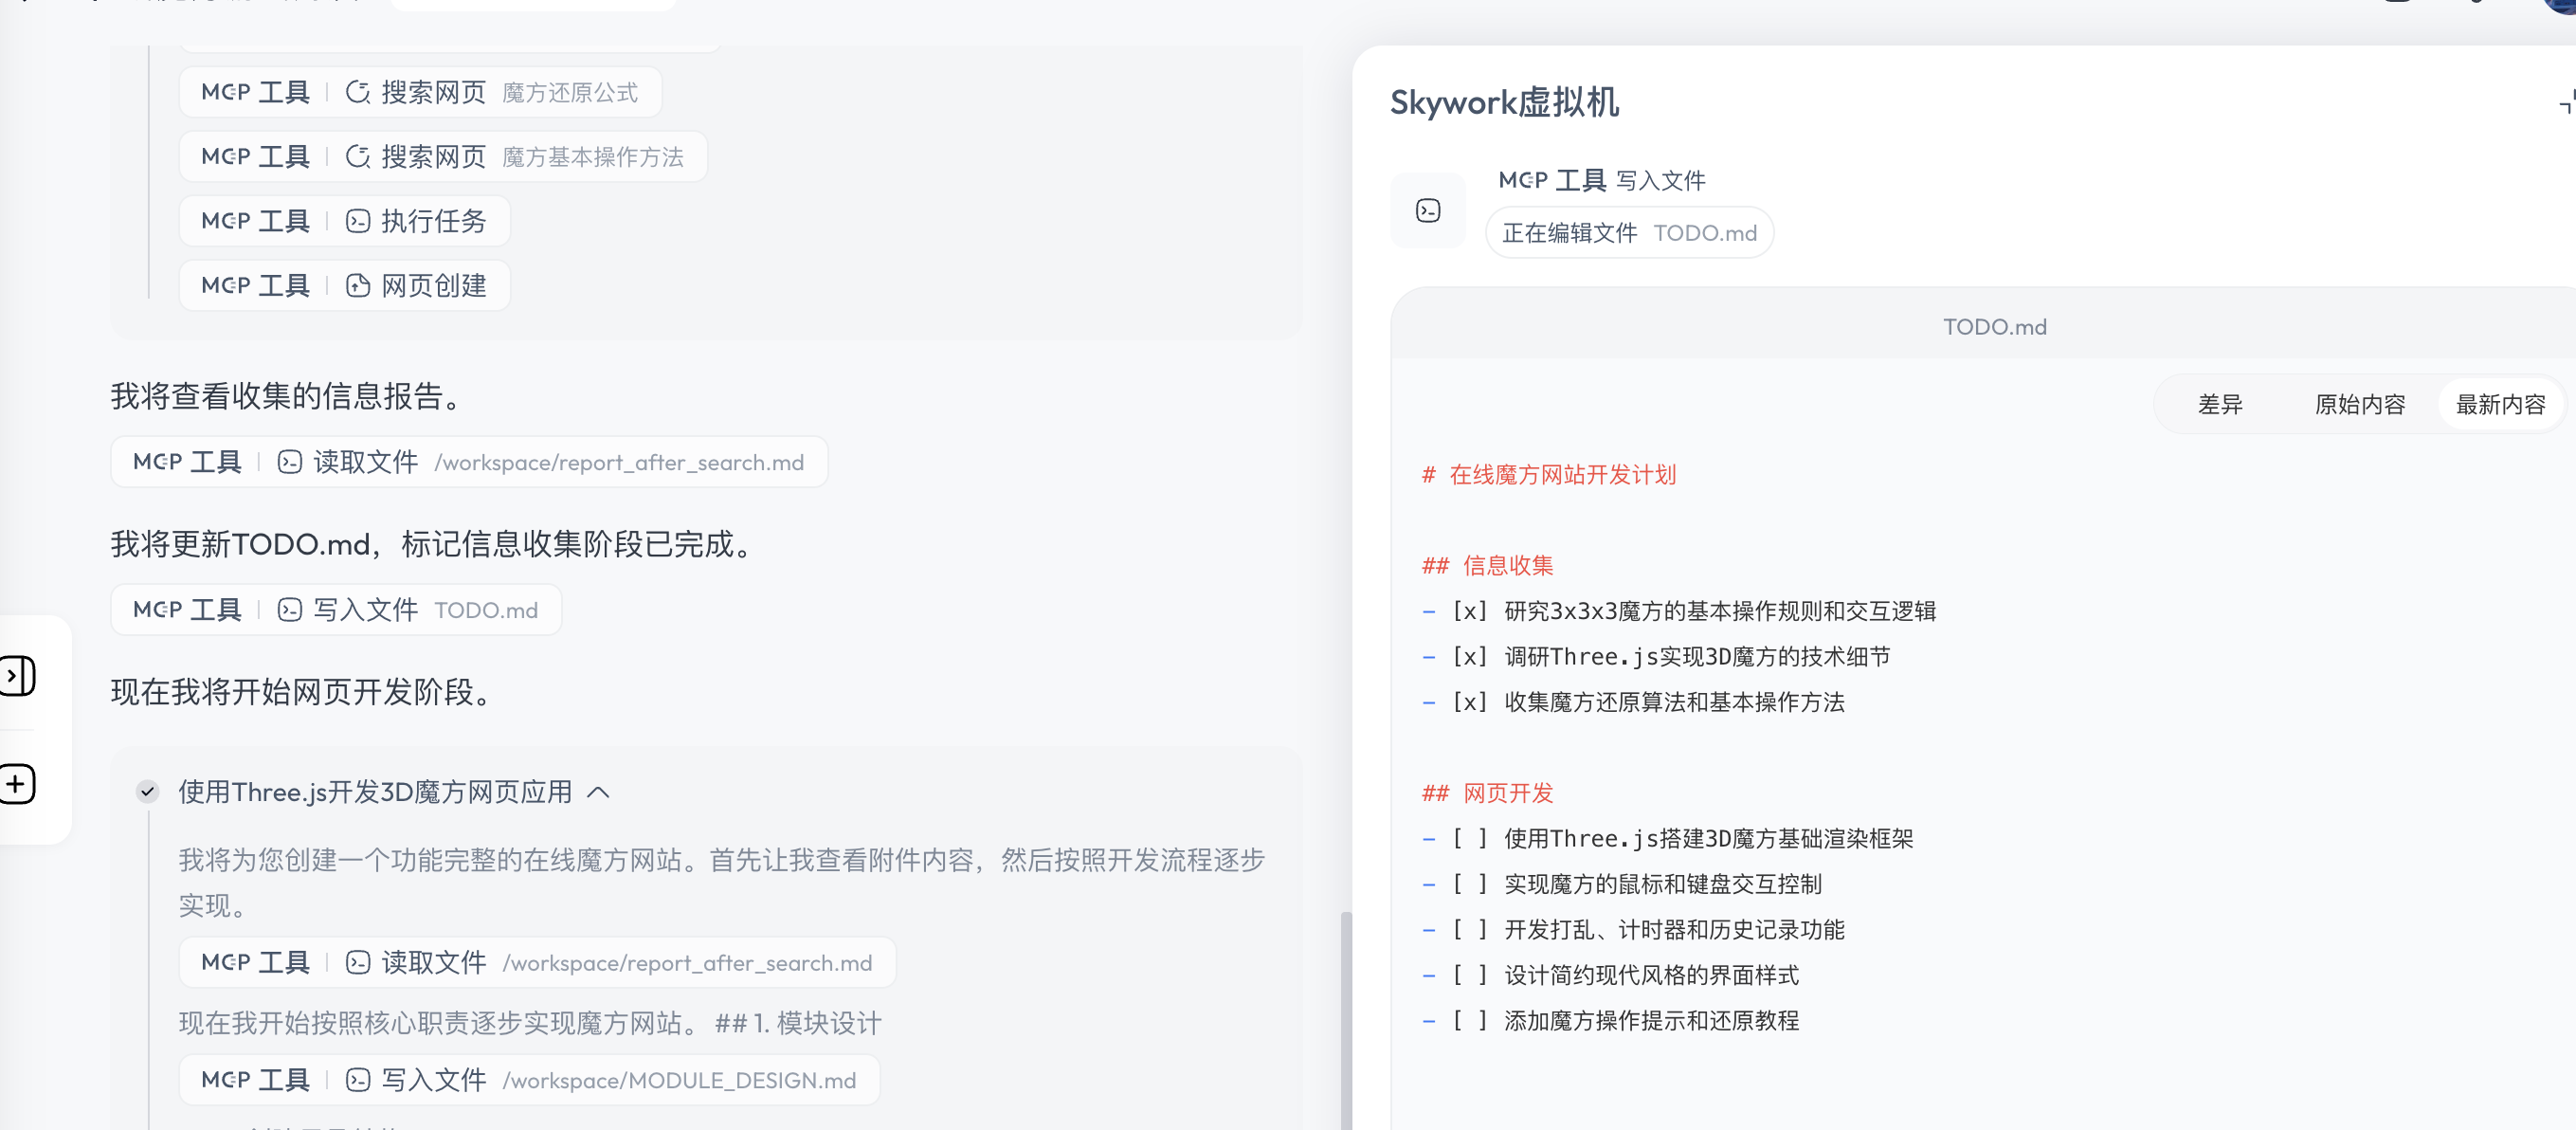 MCP 工具 搜索网页 魔方还原公式
MCP 工具 搜索网页 魔方基本操作方法
MCP 工具 执行任务
MCP 工具 网页创建
我将查看收集的信息报告。
MCP 工具 读取文件 /workspace/report_after_search.md
我将更新TODO.md，标记信息收集阶段已完成。
MCP 工具 写入文件 TODO.md
现在我将开始网页开发阶段。
使用Three.js开发3D魔方网页应用
我将为您创建一个功能完整的在线魔方网站。首先让我查看附件内容，然后按照开发流程逐步
实现。
MCP 工具 读取文件 /workspace/report_after_search.md
现在我开始按照核心职责逐步实现魔方网站。 ## 1. 模块设计
MCP 工具 写入文件 /workspace/MODULE_DESIGN.md
Skywork虚拟机
MCP 工具 写入文件
正在编辑文件 TODO.md
TODO.md
差异 原始内容 最新内容
# 在线魔方网站开发计划
## 信息收集
- [x] 研究3x3x3魔方的基本操作规则和交互逻辑
- [x] 调研Three.js实现3D魔方的技术细节
- [x] 收集魔方还原算法和基本操作方法
## 网页开发
- [ ] 使用Three.js搭建3D魔方基础渲染框架
- [ ] 实现魔方的鼠标和键盘交互控制
- [ ] 开发打乱、计时器和历史记录功能
- [ ] 设计简约现代风格的界面样式
- [ ] 添加魔方操作提示和还原教程